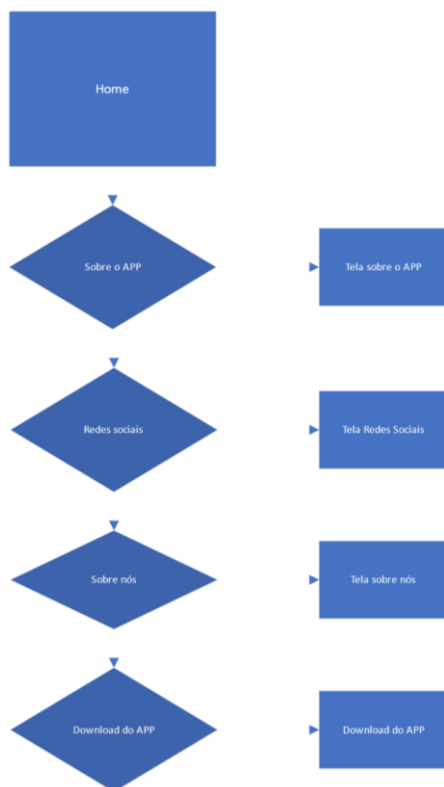 Home
Sobre o APP
Tela sobre o APP
Redes sociais
Tela Redes Sociais
Sobre nós
Tela sobre nós
Download do APP
Download do APP